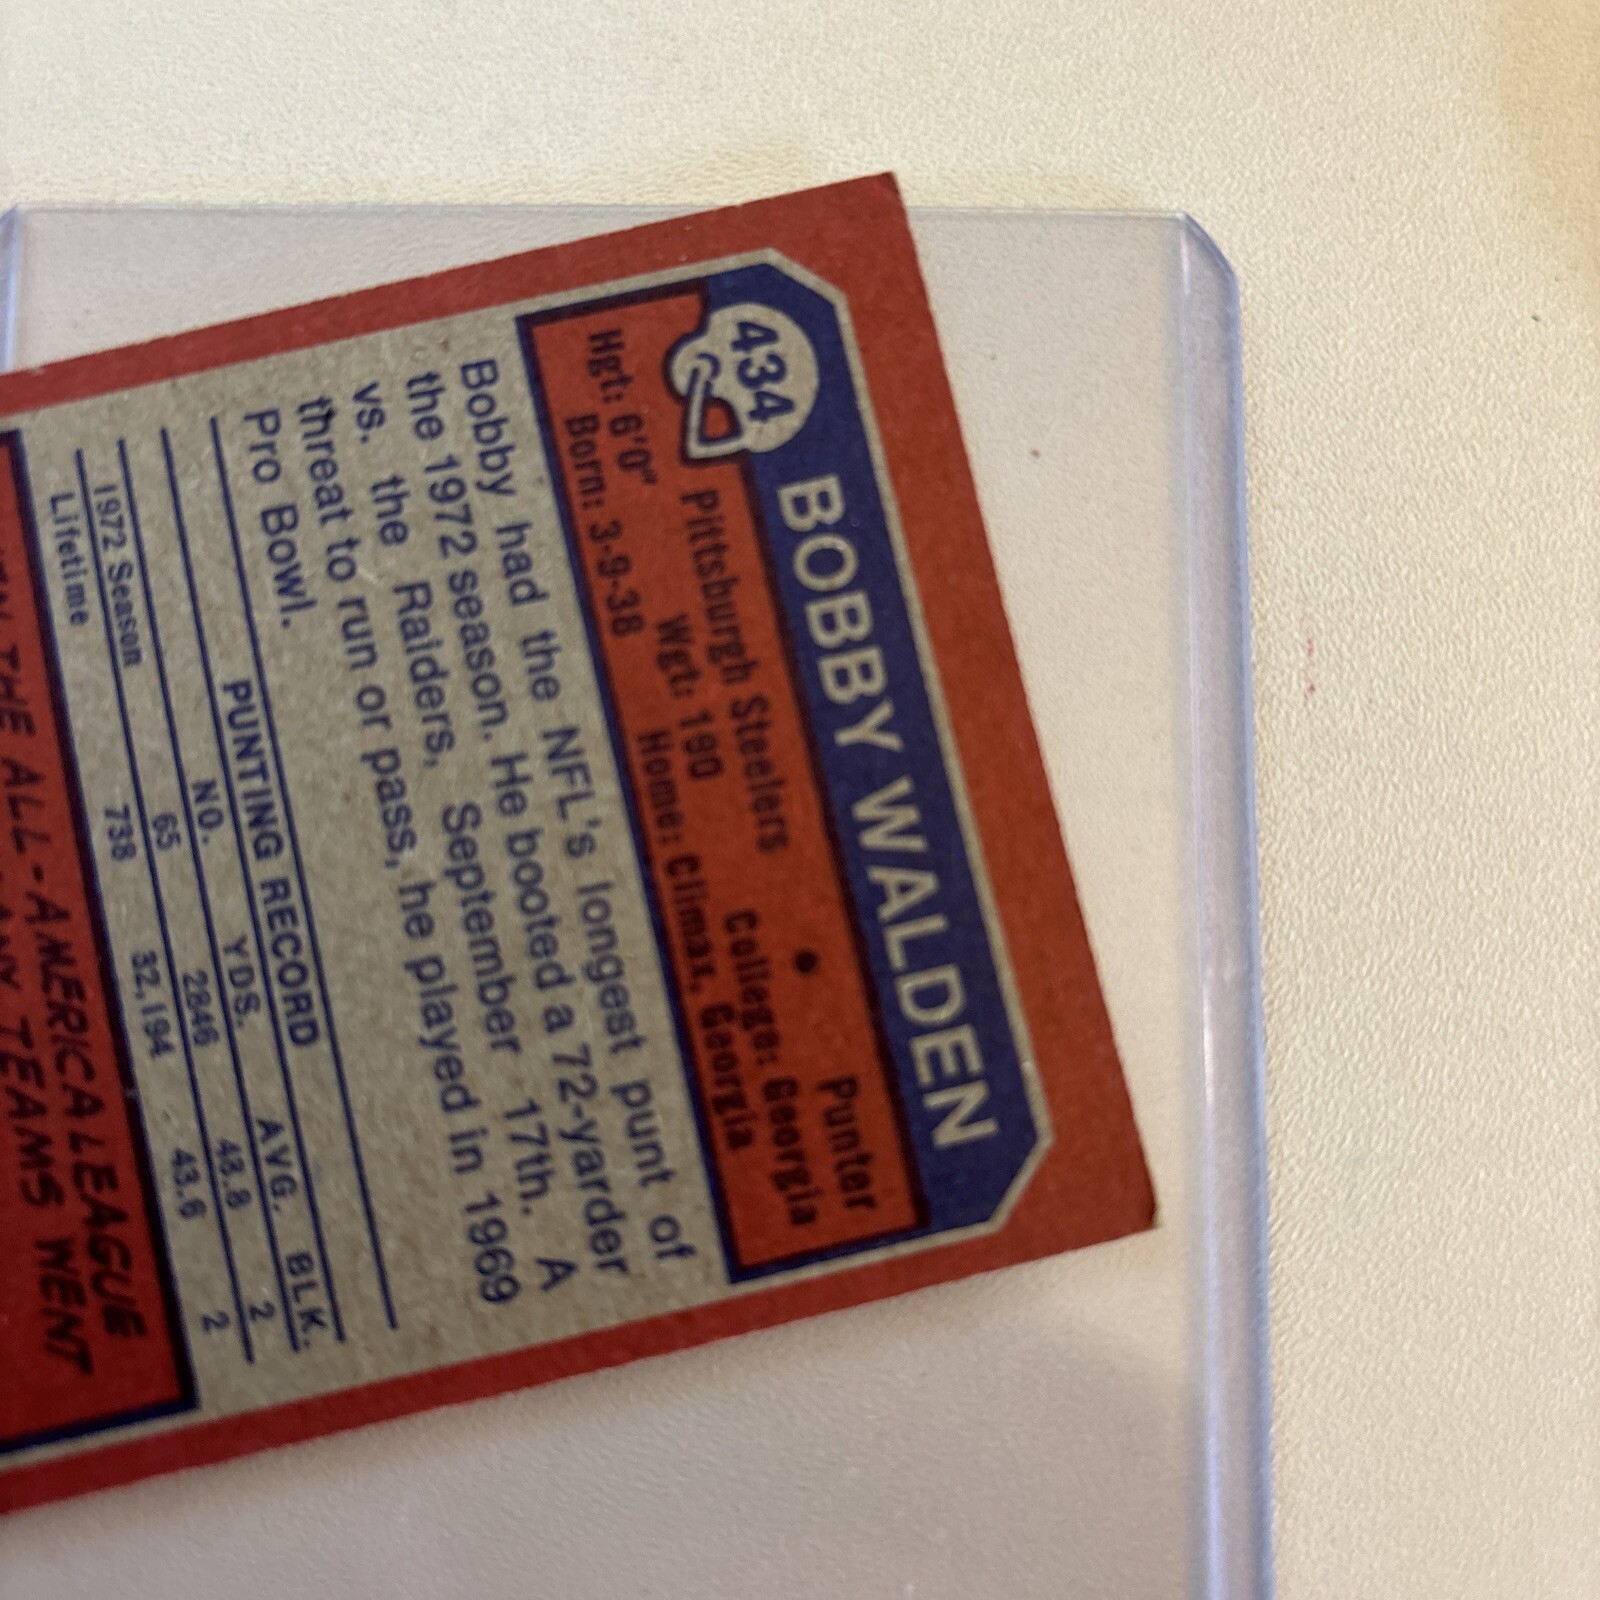 434
BOBBY WALDEN
Pittsburgh Steelers • Punter
Hgt: 6'0" Wgt: 190 College: Georgia
Born: 3-9-38 Home: Climax, Georgia
Bobby had the NFL's longest punt of
the 1972 season. He booted a 72-yarder
vs. the Raiders, September 17th. A
threat to run or pass, he played in 1969
Pro Bowl.
PUNTING RECORD
NO. YDS. AVG. BLK.
1972 Season 65 2846 43.8 2
Lifetime 738 32,194 43.6 2
THE ALL-AMERICA LEAGUE
TEAMS WENT